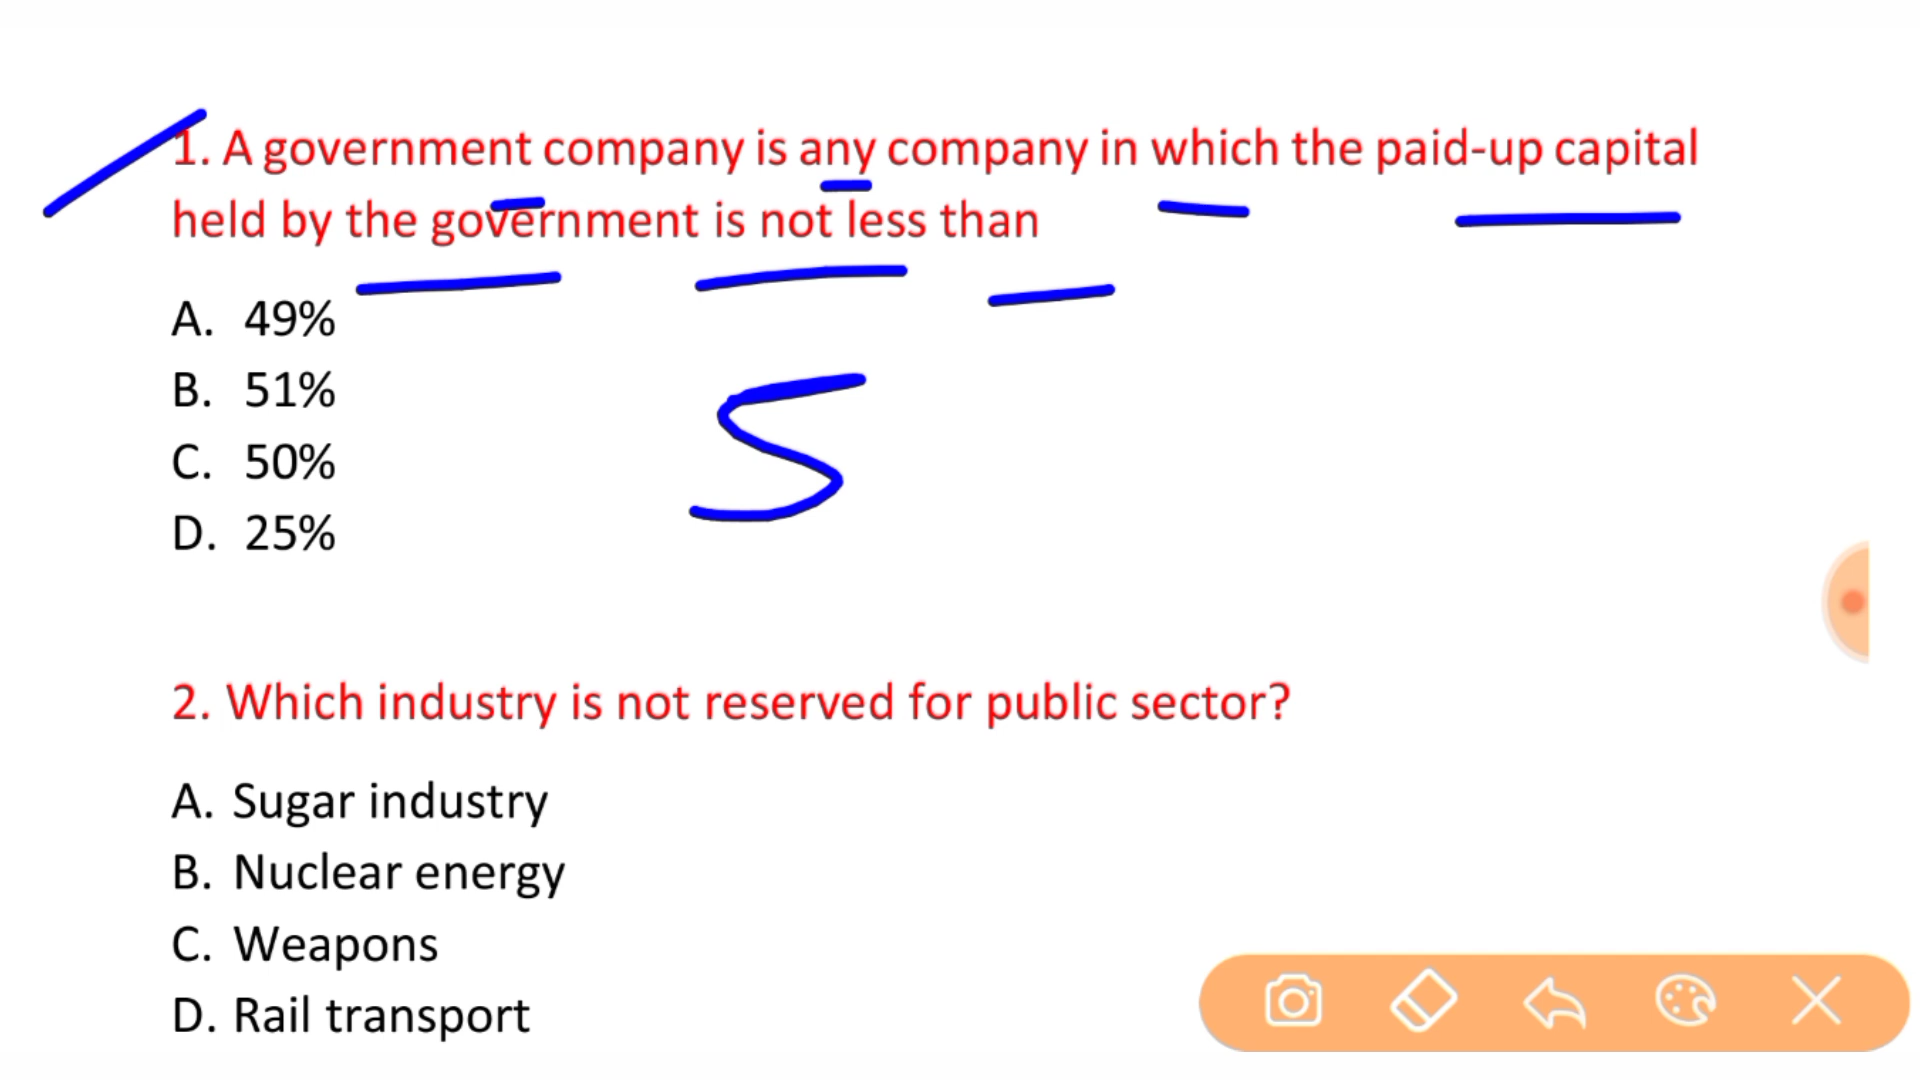 1. A government company is any company in which the paid-up capital
held by the government is not less than
A. 49%
B. 51%
C. 50%
D. 25%
5
2. Which industry is not reserved for public sector?
A. Sugar industry
B. Nuclear energy
C. Weapons
D. Rail transport